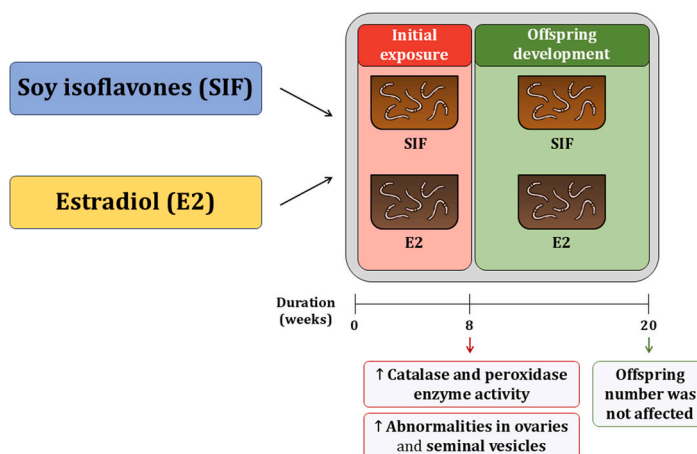 Initial
exposure
Offspring
development
Soy isoflavones (SIF)
SIF
SIF
Estradiol (E2)
E2
E2
Duration
(weeks)
0
8
20
↑ Catalase and peroxidase
enzyme activity
↑ Abnormalities in ovaries
and seminal vesicles
Offspring
number was
not affected